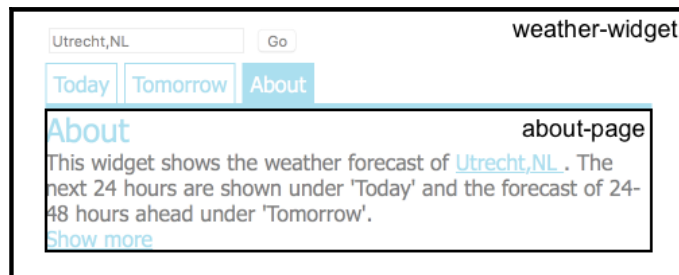 weather-widget
Utrecht,NL Go
Today Tomorrow About
About about-page
This widget shows the weather forecast of Utrecht,NL . The
next 24 hours are shown under 'Today' and the forecast of 24-
48 hours ahead under 'Tomorrow'.
Show more